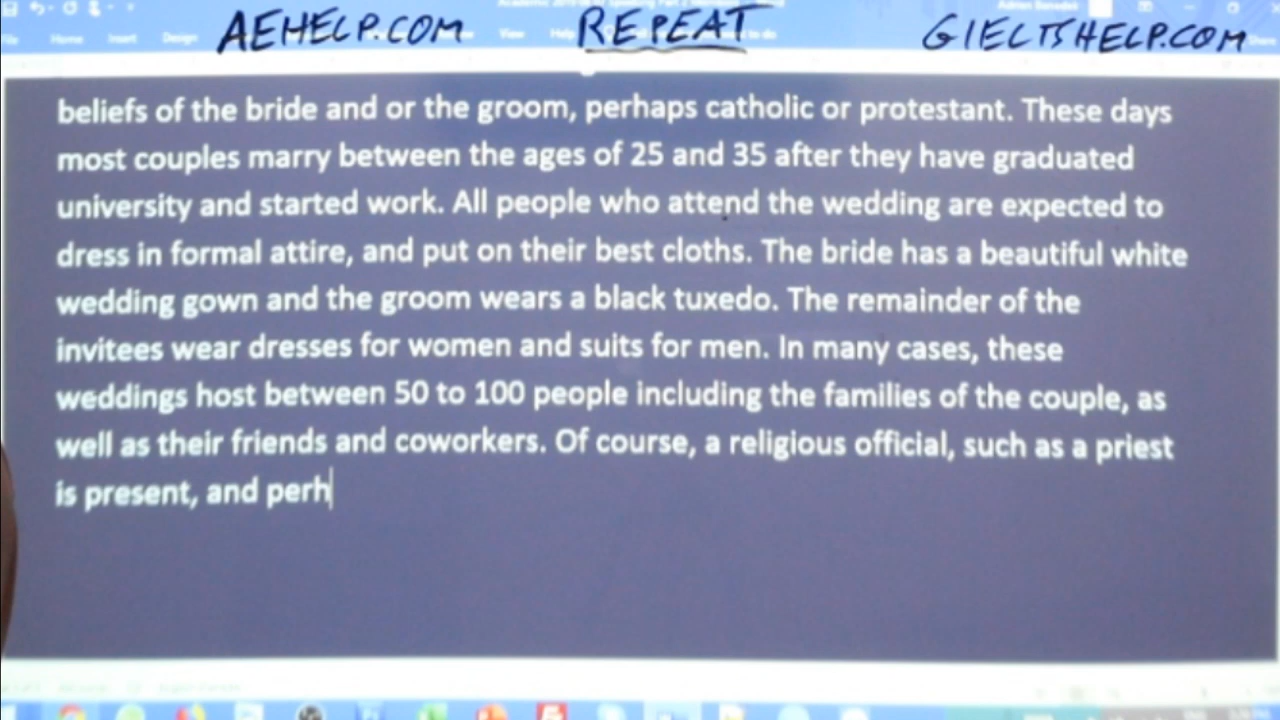 AEHELP.COM REPEAT GIELTSHELP.COM
Home Insert Design View Help
beliefs of the bride and or the groom, perhaps catholic or protestant. These days
most couples marry between the ages of 25 and 35 after they have graduated
university and started work. All people who attend the wedding are expected to
dress in formal attire, and put on their best cloths. The bride has a beautiful white
wedding gown and the groom wears a black tuxedo. The remainder of the
invitees wear dresses for women and suits for men. In many cases, these
weddings host between 50 to 100 people including the families of the couple, as
well as their friends and coworkers. Of course, a religious official, such as a priest
is present, and perh